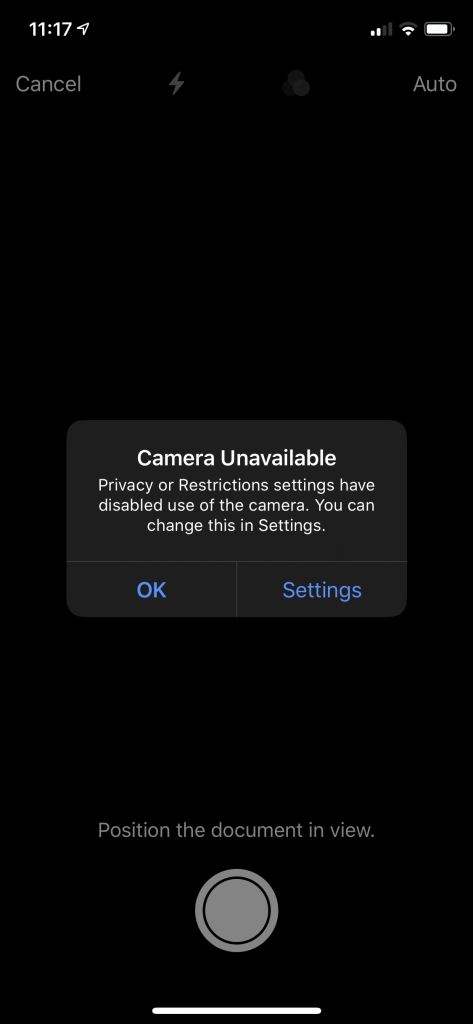 11:17
Cancel
Auto
Camera Unavailable
Privacy or Restrictions settings have
disabled use of the camera. You can
change this in Settings.
OK
Settings
Position the document in view.